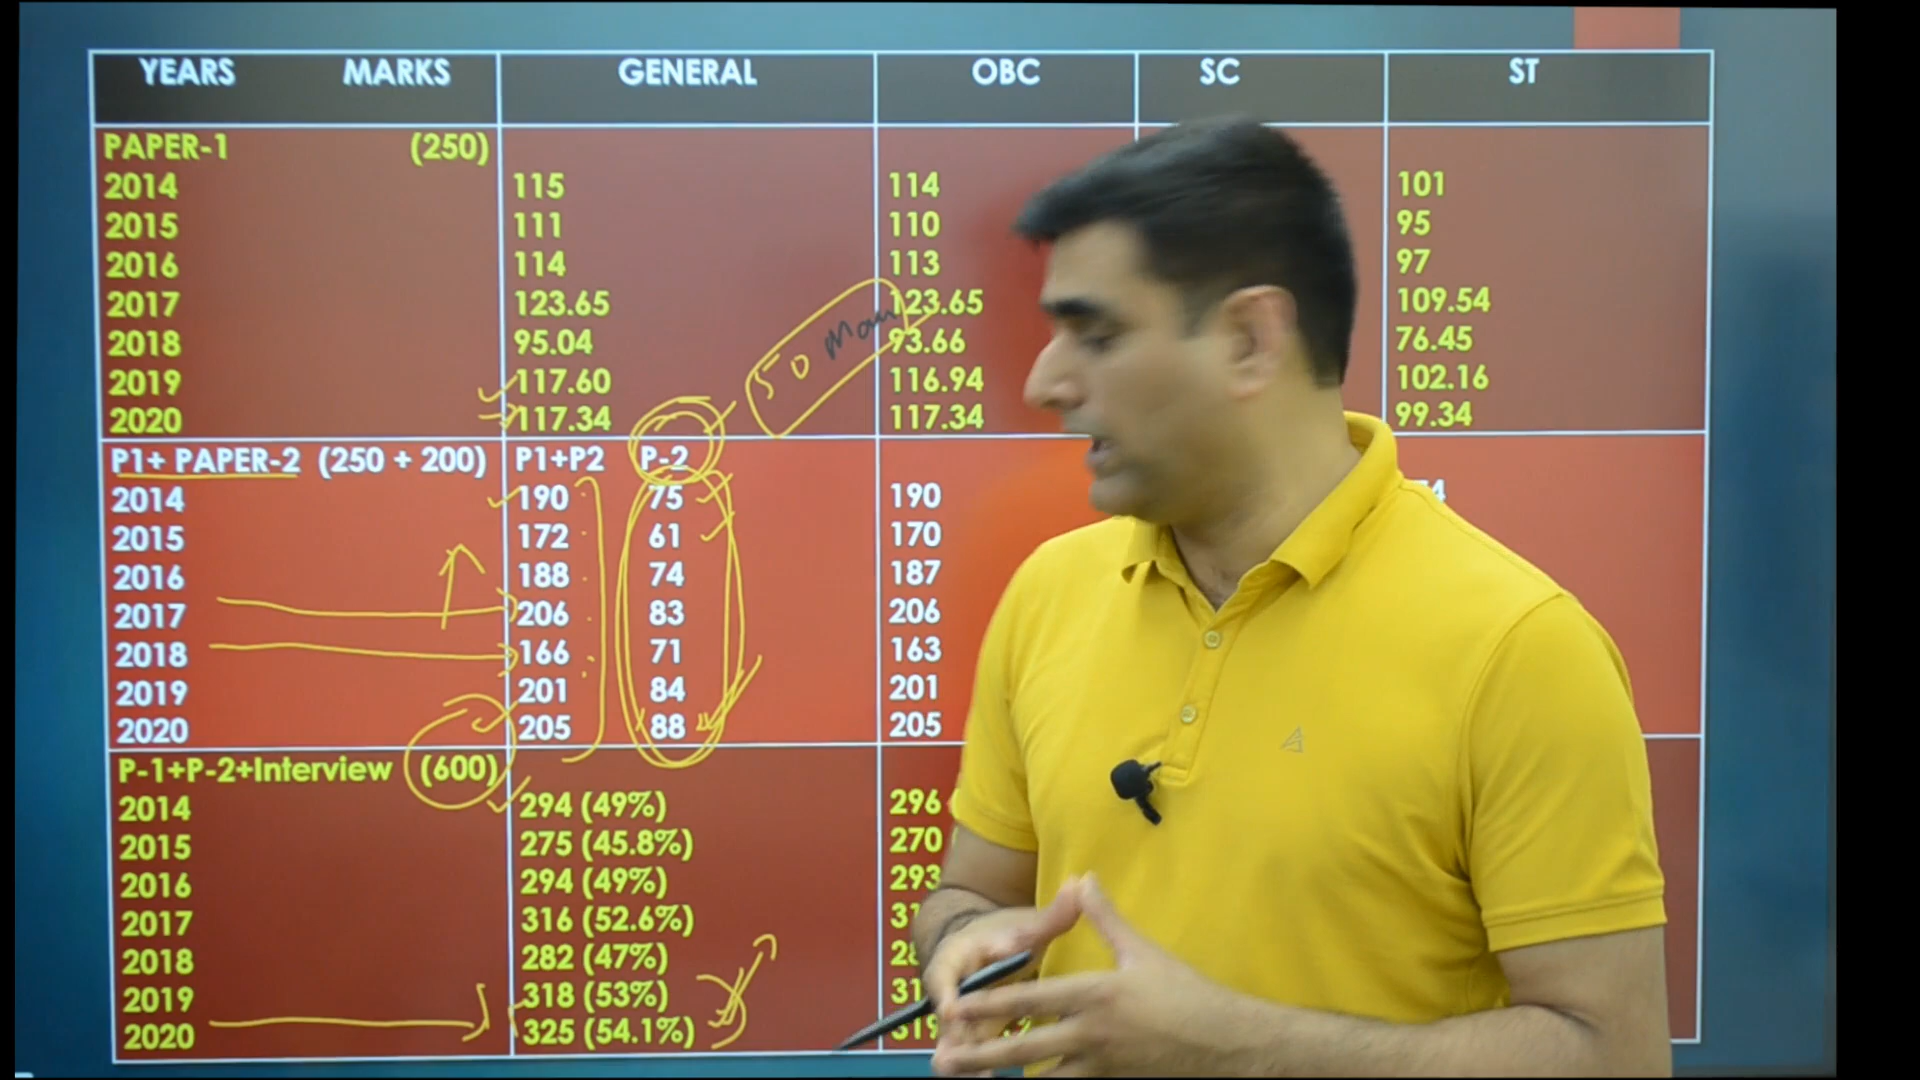 YEARS MARKS GENERAL OBC SC ST
PAPER-1 (250)
2014 115 114 101
2015 111 110 95
2016 114 113 97
2017 123.65 123.65 109.54
2018 95.04 93.66 76.45
2019 117.60 116.94 102.16
2020 117.34 117.34 99.34
50
P1+ PAPER-2 (250 + 200) P1+P2 P-2
2014 190 75 190
2015 172 61 170
2016 188 74 187
2017 206 83 206
2018 166 71 163
2019 201 84 201
2020 205 88 205
P-1+P-2+Interview (600)
2014 294 (49%) 296
2015 275 (45.8%) 270
2016 294 (49%) 293
2017 316 (52.6%)
2018 282 (47%)
2019 318 (53%)
2020 325 (54.1%) 319